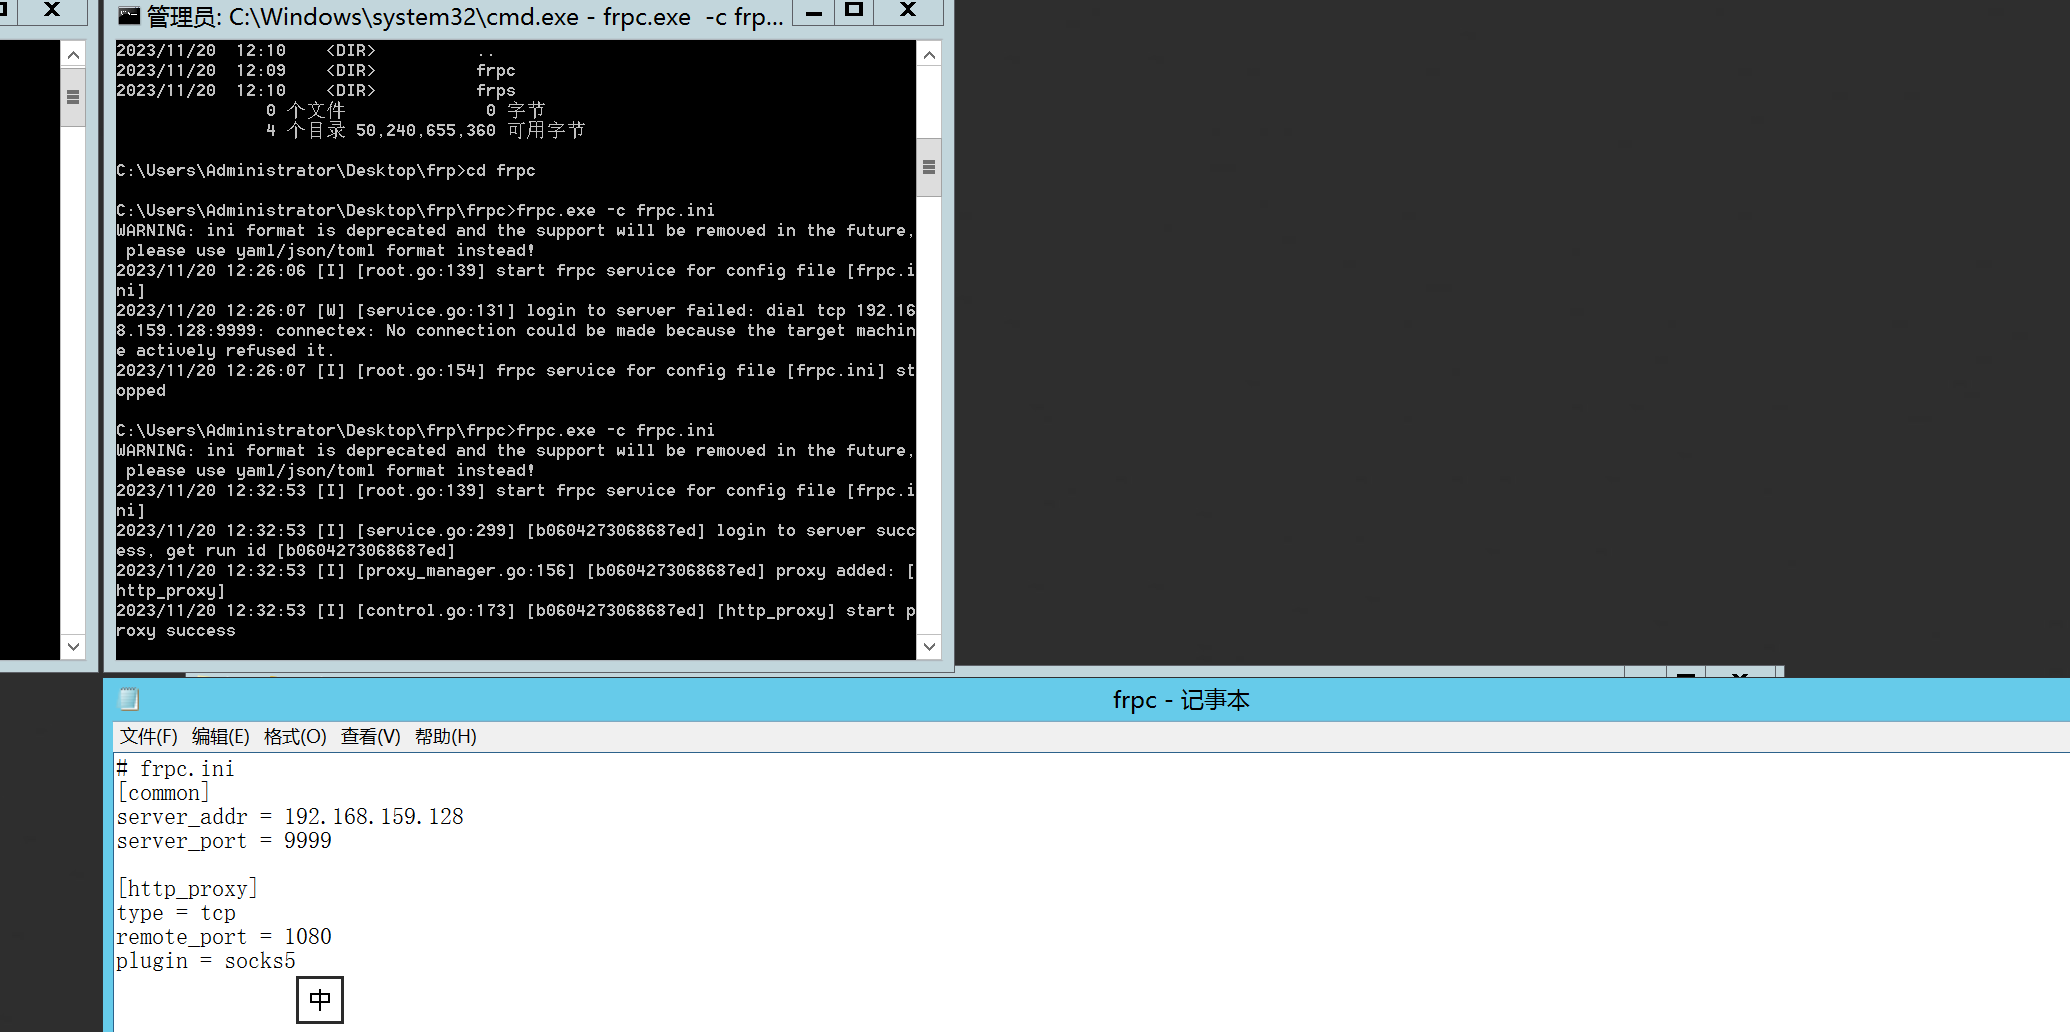 管理员: C:\Windows\system32\cmd.exe - frpc.exe  -c frp...
2023/11/20  12:10    <DIR>          ..
2023/11/20  12:09    <DIR>          frpc
2023/11/20  12:10    <DIR>          frps
               0 个文件              0 字节
               4 个目录 50,240,655,360 可用字节
C:\Users\Administrator\Desktop\frp>cd frpc
C:\Users\Administrator\Desktop\frp\frpc>frpc.exe -c frpc.ini
WARNING: ini format is deprecated and the support will be removed in the future,
 please use yaml/json/toml format instead!
2023/11/20 12:26:06 [I] [root.go:139] start frpc service for config file [frpc.i
ni]
2023/11/20 12:26:07 [W] [service.go:131] login to server failed: dial tcp 192.16
8.159.128:9999: connectex: No connection could be made because the target machin
e actively refused it.
2023/11/20 12:26:07 [I] [root.go:154] frpc service for config file [frpc.ini] st
opped
C:\Users\Administrator\Desktop\frp\frpc>frpc.exe -c frpc.ini
WARNING: ini format is deprecated and the support will be removed in the future,
 please use yaml/json/toml format instead!
2023/11/20 12:32:53 [I] [root.go:139] start frpc service for config file [frpc.i
ni]
2023/11/20 12:32:53 [I] [service.go:299] [b0604273068687ed] login to server succ
ess, get run id [b0604273068687ed]
2023/11/20 12:32:53 [I] [proxy_manager.go:156] [b0604273068687ed] proxy added: [
http_proxy]
2023/11/20 12:32:53 [I] [control.go:173] [b0604273068687ed] [http_proxy] start p
roxy success
frpc - 记事本
文件(F) 编辑(E) 格式(O) 查看(V) 帮助(H)
# frpc.ini
[common]
server_addr = 192.168.159.128
server_port = 9999
[http_proxy]
type = tcp
remote_port = 1080
plugin = socks5
中